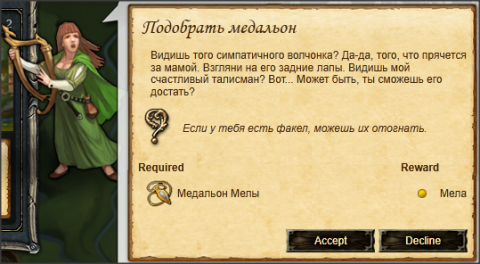 2
Подобрать медальон
Видишь того симпатичного волчонка? Да-да, того, что прячется
за мамой. Взгляни на его задние лапы. Видишь мой
счастливый талисман? Вот... Может быть, ты сможешь его
достать?
Если у тебя есть факел, можешь их отогнать.
Required Reward
Медальон Мелы Мела
Accept Decline